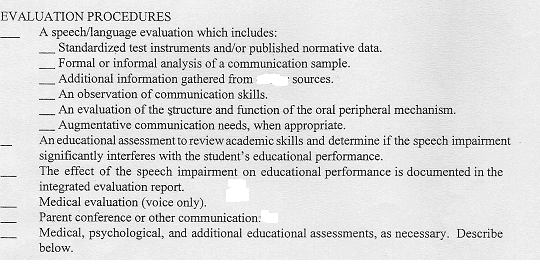 EVALUATION PROCEDURES
___ A speech/language evaluation which includes:
___ Standardized test instruments and/or published normative data.
___ Formal or informal analysis of a communication sample.
___ Additional information gathered from sources.
___ An observation of communication skills.
___ An evaluation of the structure and function of the oral peripheral mechanism.
___ Augmentative communication needs, when appropriate.
__ An educational assessment to review academic skills and determine if the speech impairment
significantly interferes with the student's educational performance.
___ The effect of the speech impairment on educational performance is documented in the
integrated evaluation report.
___ Medical evaluation (voice only).
___ Parent conference or other communication.
___ Medical, psychological, and additional educational assessments, as necessary. Describe
below.